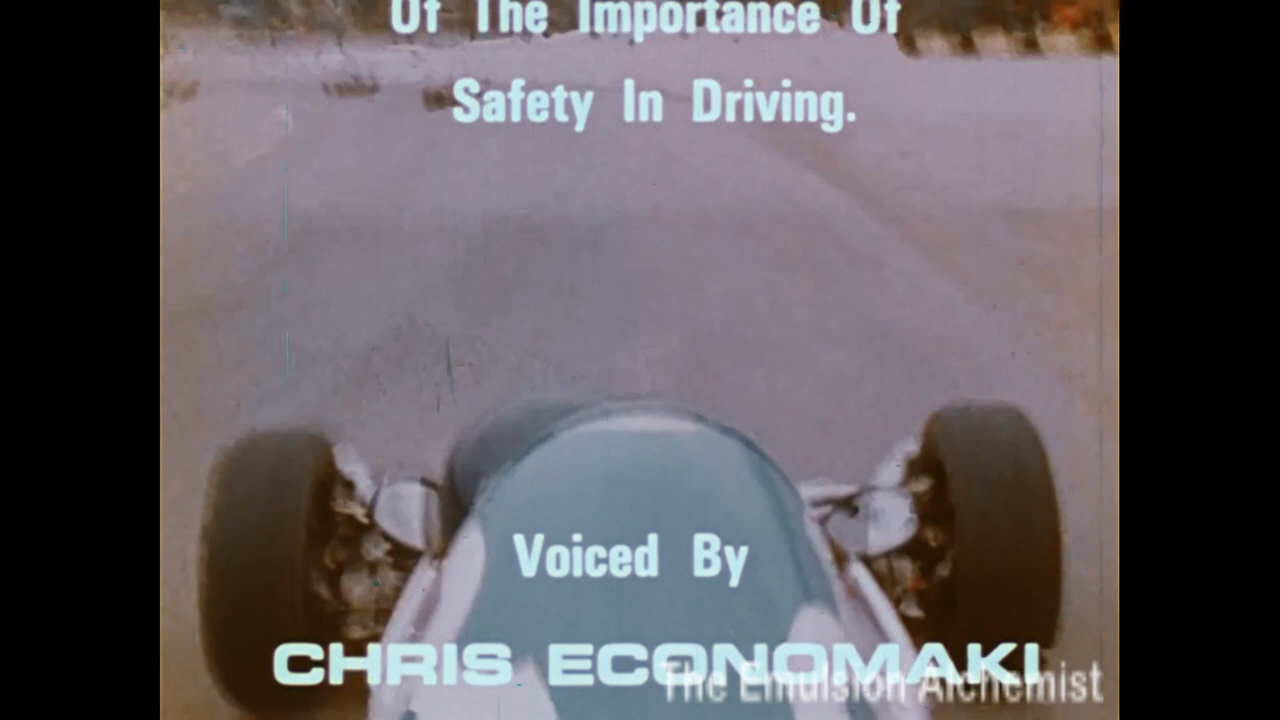 Of The Importance Of
Safety In Driving.
Voiced By
CHRIS ECONOMAKI
The Emulsion Alchemist